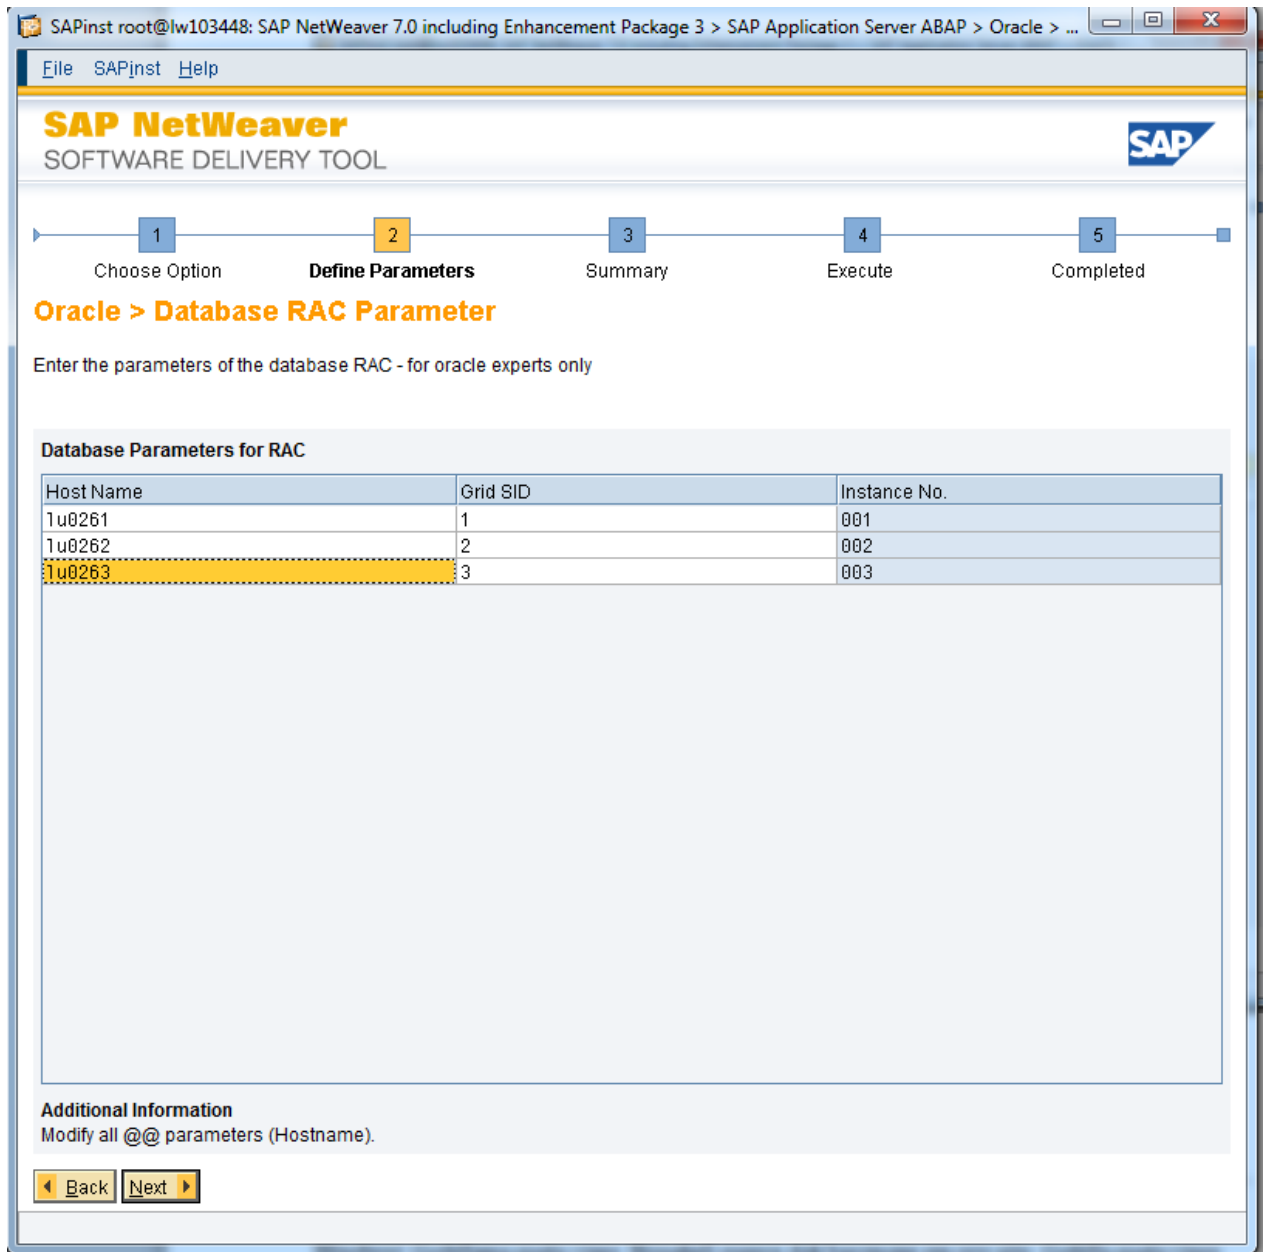 SAPinst root@lw103448: SAP NetWeaver 7.0 including Enhancement Package 3 > SAP Application Server ABAP > Oracle > ...
File SAPinst Help
SAP NetWeaver
SOFTWARE DELIVERY TOOL
SAP
1 2 3 4 5
Choose Option Define Parameters Summary Execute Completed
Oracle > Database RAC Parameter
Enter the parameters of the database RAC - for oracle experts only
Database Parameters for RAC
Host Name Grid SID Instance No.
lu0261 1 001
lu0262 2 002
lu0263 3 003
Additional Information
Modify all @@ parameters (Hostname).
Back Next